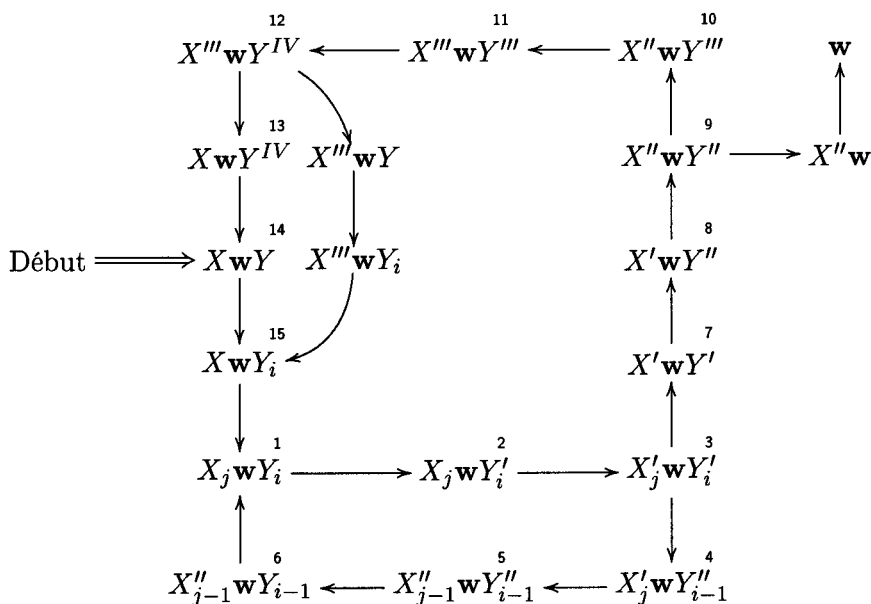 12 11 10
X'''wY^{IV} X'''wY''' X''wY''' w
13 9
XwY^{IV} X'''wY X''wY'' X''w
14 8
Début XwY X'''wY_i X'wY''
15 7
XwY_i X'wY'
1 2 3
X_jwY_i X_jwY'_i X'_jwY'_i
6 5 4
X''_{j-1}wY_{i-1} X''_{j-1}wY''_{i-1} X'_jwY''_{i-1}